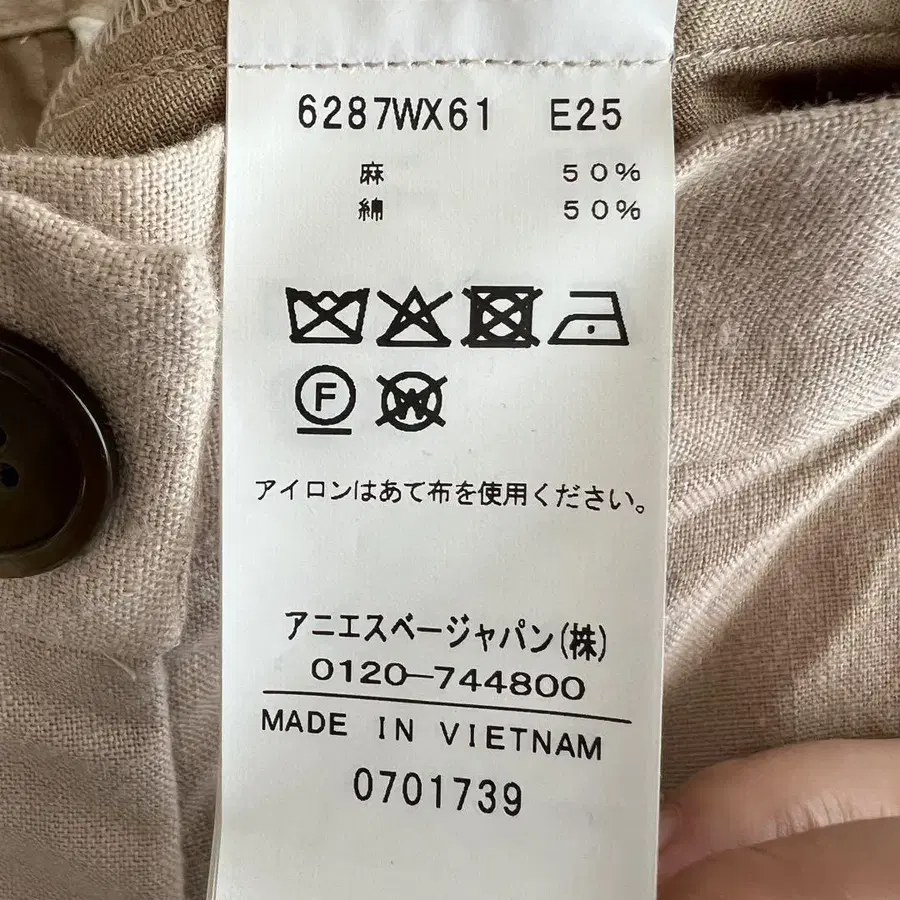 6287WX61 E25
麻 50%
綿 50%
F W
アイロンはあて布を使用ください。
アニエスベージャパン(株)
0120-744800
MADE IN VIETNAM
0701739